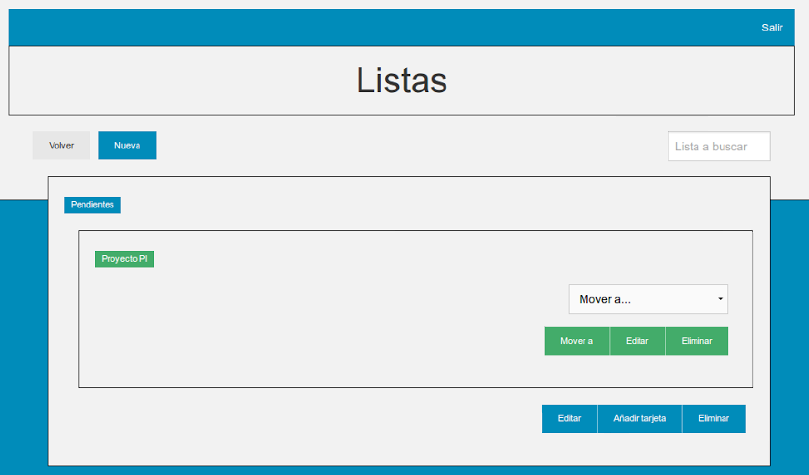 Salir
Listas
Volver Nueva Lista a buscar
Pendientes
Proyecto PI
Mover a...
Mover a Editar Eliminar
Editar Añadir tarjeta Eliminar